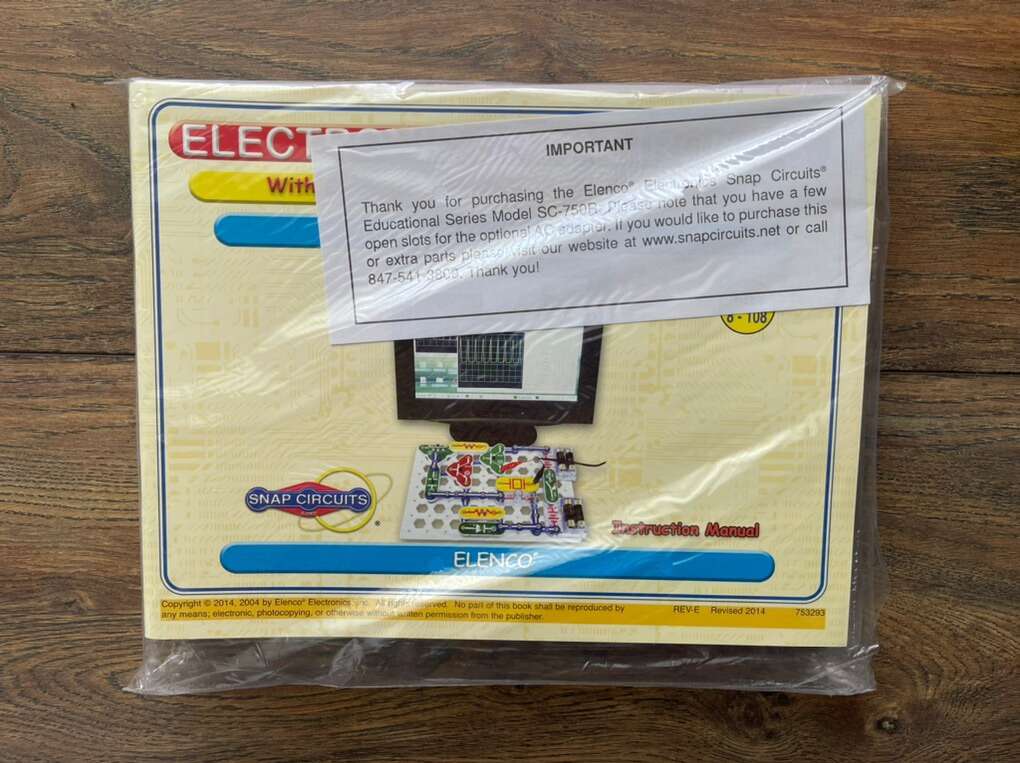 ELECT
With
IMPORTANT
Thank you for purchasing the Elenco® Electronics Snap Circuits®
Educational Series Model SC-750R. Please note that you have a few
open slots for the optional AC adapter. If you would like to purchase this
or extra parts please visit our website at www.snapcircuits.net or call
847-541-3800. Thank you!
8 - 108
SNAP CIRCUITS
®
Instruction Manual
ELENCO®
Copyright © 2014, 2004 by Elenco® Electronics, Inc. All rights reserved. No part of this book shall be reproduced by
any means; electronic, photocopying, or otherwise without written permission from the publisher.
REV-E Revised 2014 753293